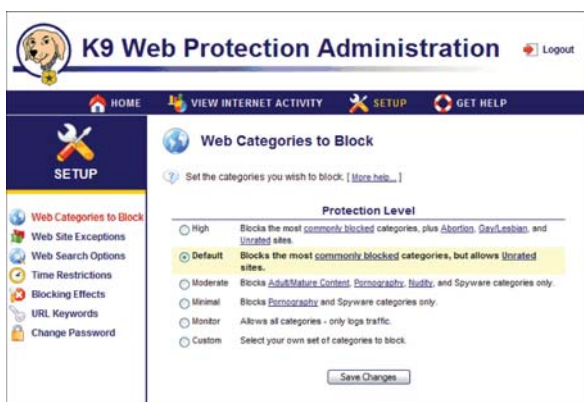 K9 Web Protection Administration
Logout
HOME
VIEW INTERNET ACTIVITY
SETUP
GET HELP
SETUP
Web Categories to Block
Web Site Exceptions
Web Search Options
Time Restrictions
Blocking Effects
URL Keywords
Change Password
Web Categories to Block
Set the categories you wish to block. [ More help... ]
Protection Level
High Blocks the most commonly blocked categories, plus Abortion, Gay/Lesbian, and
Unrated sites.
Default Blocks the most commonly blocked categories, but allows Unrated
sites.
Moderate Blocks Adult/Mature Content, Pornography, Nudity, and Spyware categories only.
Minimal Blocks Pornography and Spyware categories only.
Monitor Allows all categories - only logs traffic.
Custom Select your own set of categories to block.
Save Changes